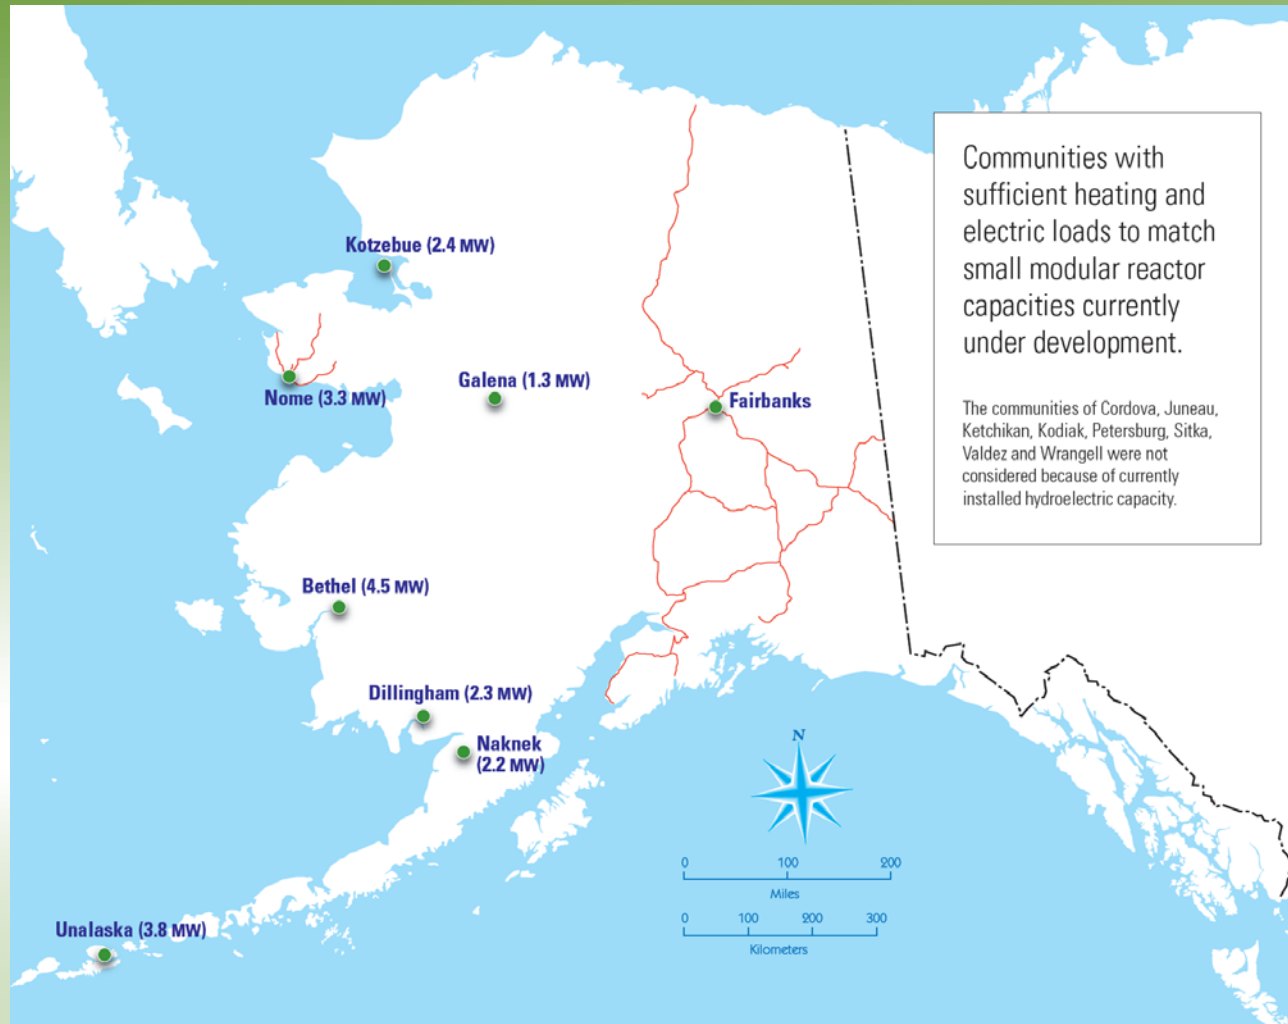 Communities with
sufficient heating and
electric loads to match
small modular reactor
capacities currently
under development.
The communities of Cordova, Juneau,
Ketchikan, Kodiak, Petersburg, Sitka,
Valdez and Wrangell were not
considered because of currently
installed hydroelectric capacity.
Kotzebue (2.4 MW)
Galena (1.3 MW)
Nome (3.3 MW)
Fairbanks
Bethel (4.5 MW)
Dillingham (2.3 MW)
Naknek
(2.2 MW)
Unalaska (3.8 MW)
N
0 100 200
Miles
0 100 200 300
Kilometers